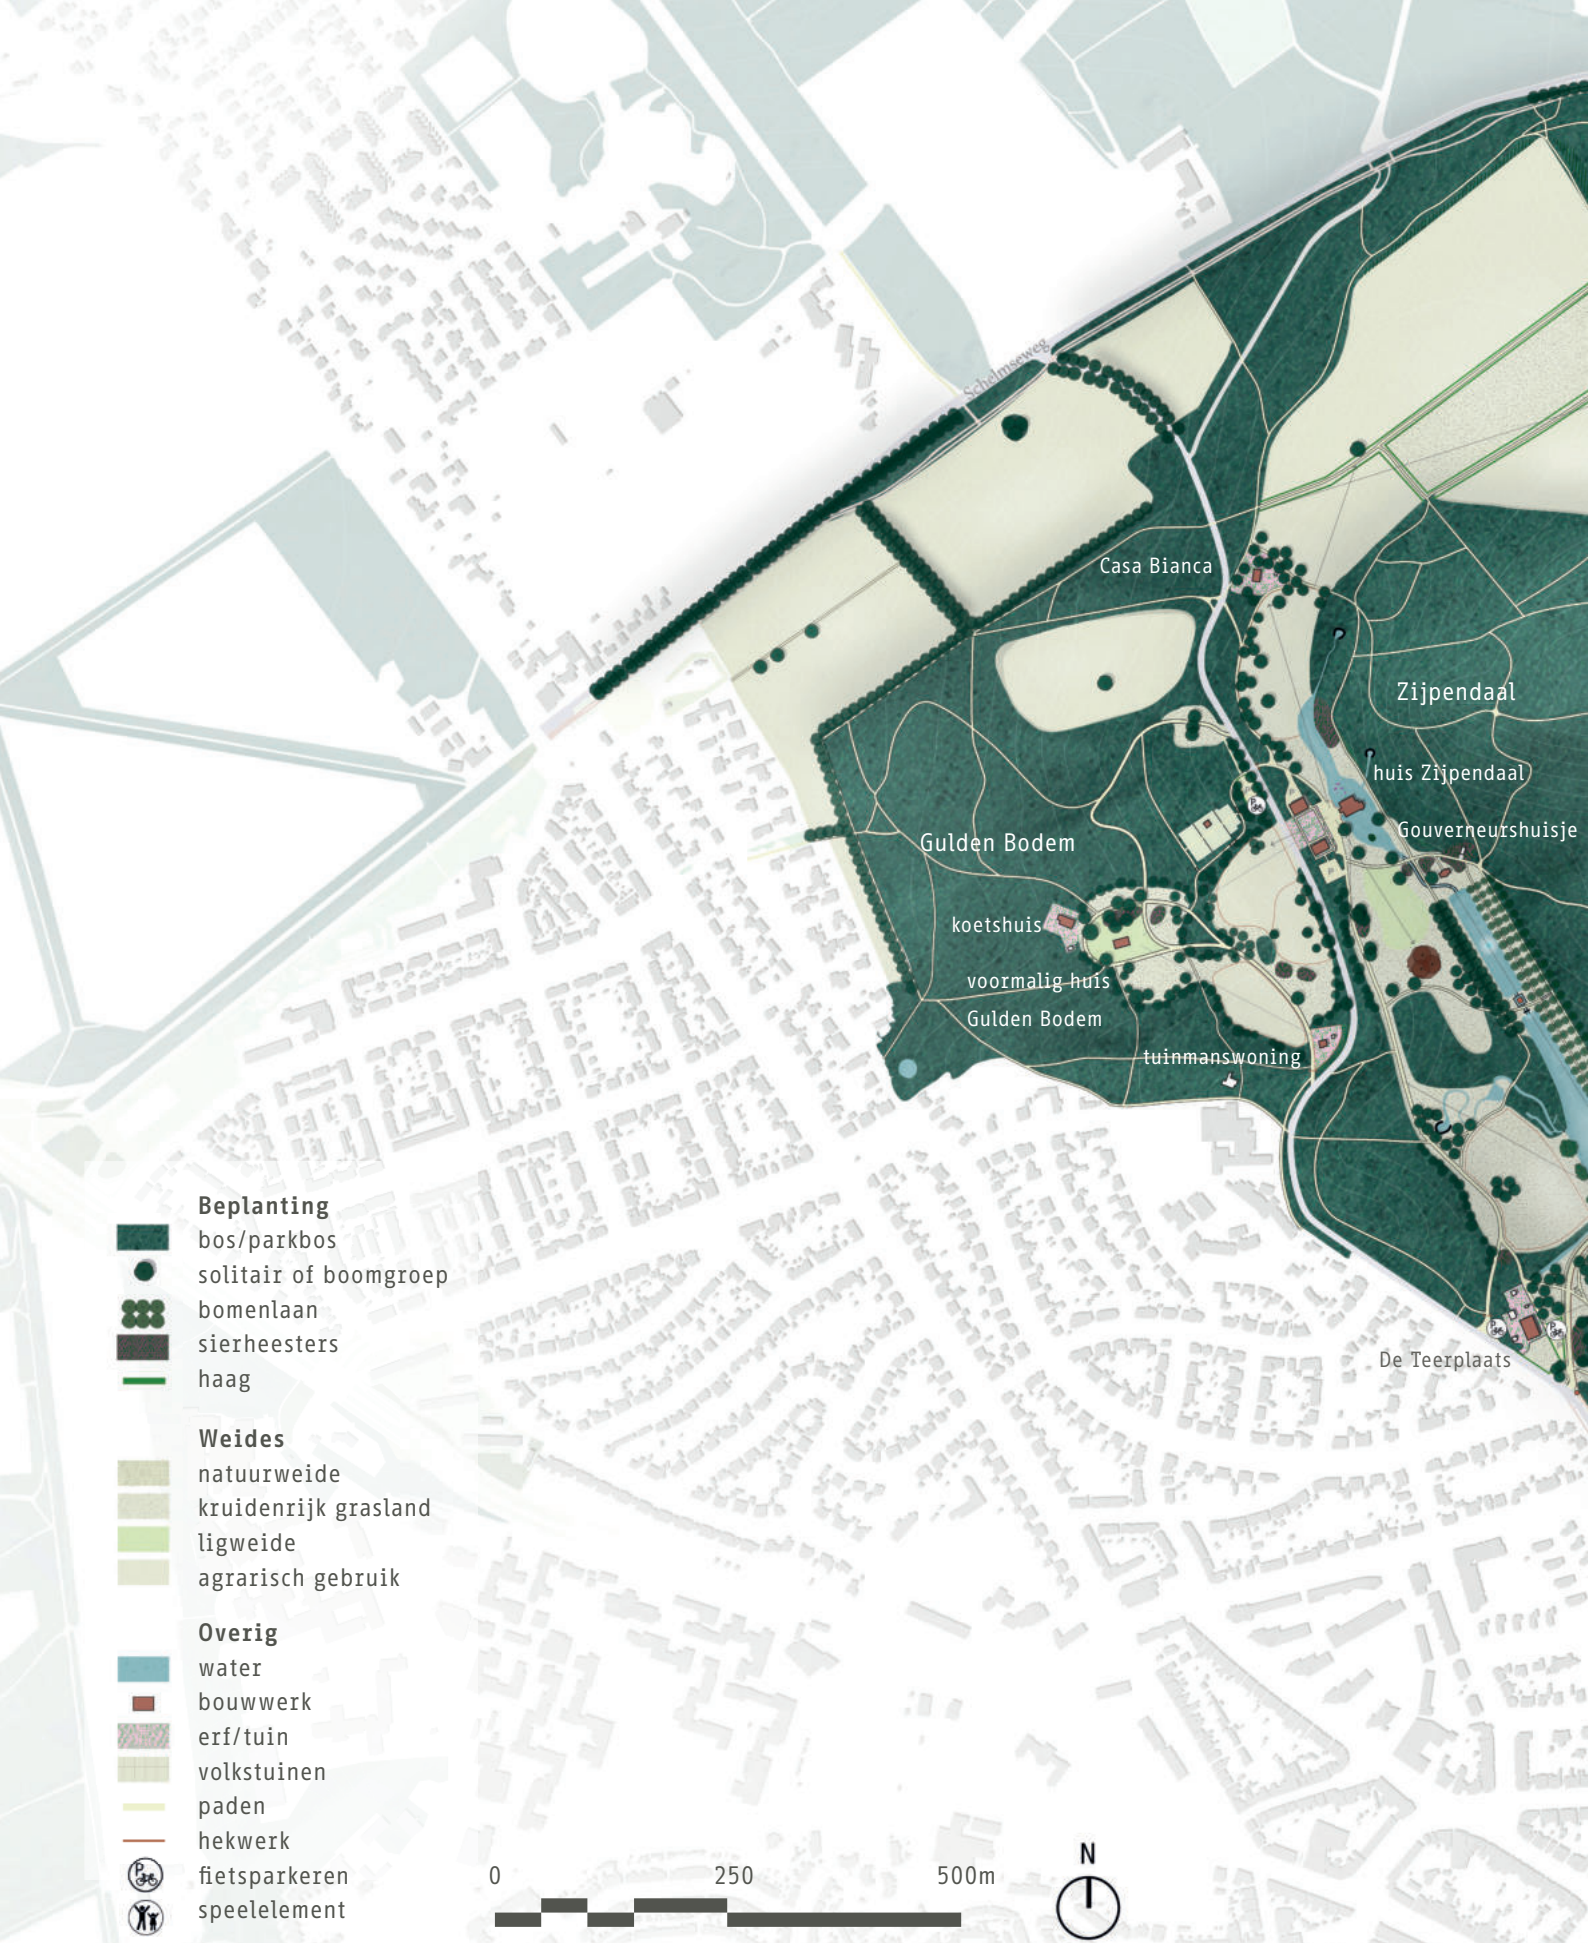 Schelmseweg
Casa Bianca
Zijpendaal
huis Zijpendaal
Gouverneurshuisje
Gulden Bodem
koetshuis
voormalig huis
Gulden Bodem
tuinmanswoning
De Teerplaats
Beplanting
bos/parkbos
solitair of boomgroep
bomenlaan
sierheesters
haag
Weides
natuurweide
kruidenrijk grasland
ligweide
agrarisch gebruik
Overig
water
bouwwerk
erf/tuin
volkstuinen
paden
hekwerk
P fietsparkeren
speelelement
0 250 500m
N